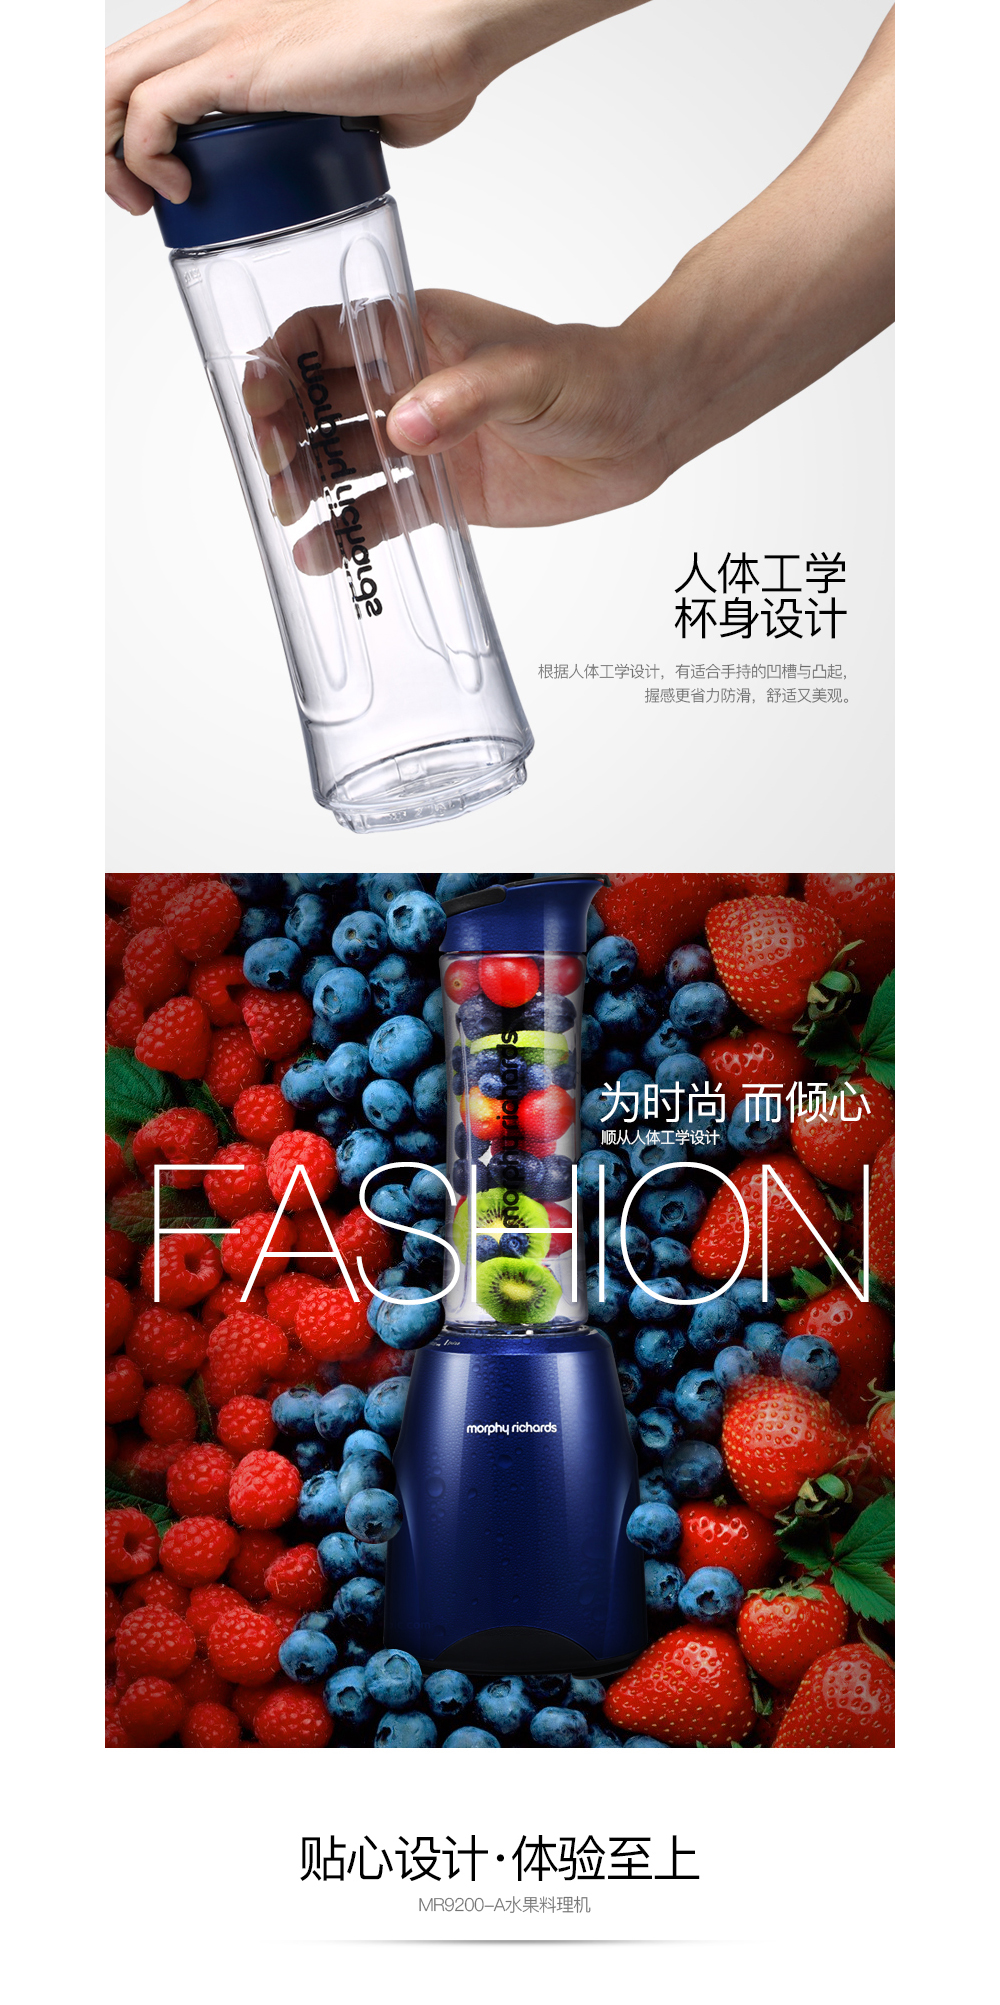 morphy richards
人体工学
杯身设计
根据人体工学设计，有适合手持的凹槽与凸起，
握感更省力防滑，舒适又美观。
morphy richards
为时尚 而倾心
顺从人体工学设计
FASHION
morphy richards
贴心设计·体验至上
MR9200-A水果料理机